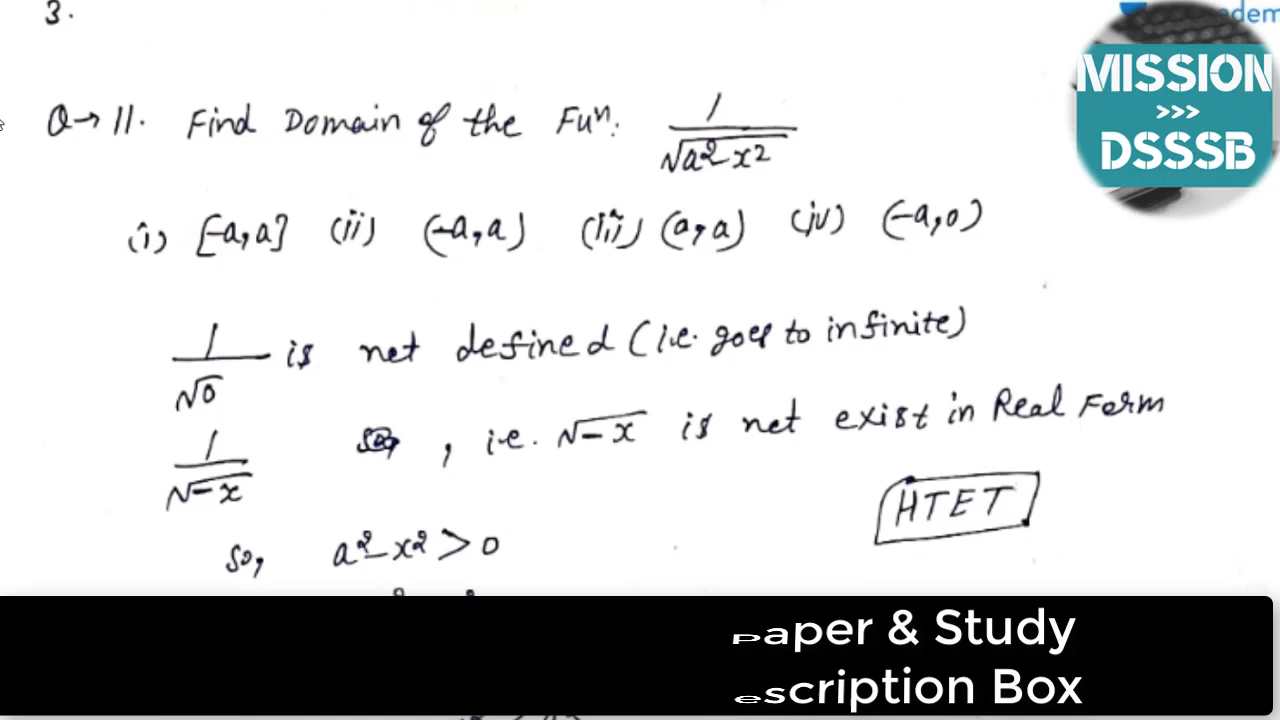 3.
Q→ 11. Find Domain of the Fuⁿ. 1/√a²-x²
(i) [-a, a] (ii) (-a, a) (iii) (a, a) (iv) (-a, 0)
1/√0 is not defined (i.e. goes to infinite)
1/√-x , i.e. √-x is not exist in Real Form
HTET
so, a²-x² > 0
MISSION
>>>
DSSSB
paper & Study
escription Box